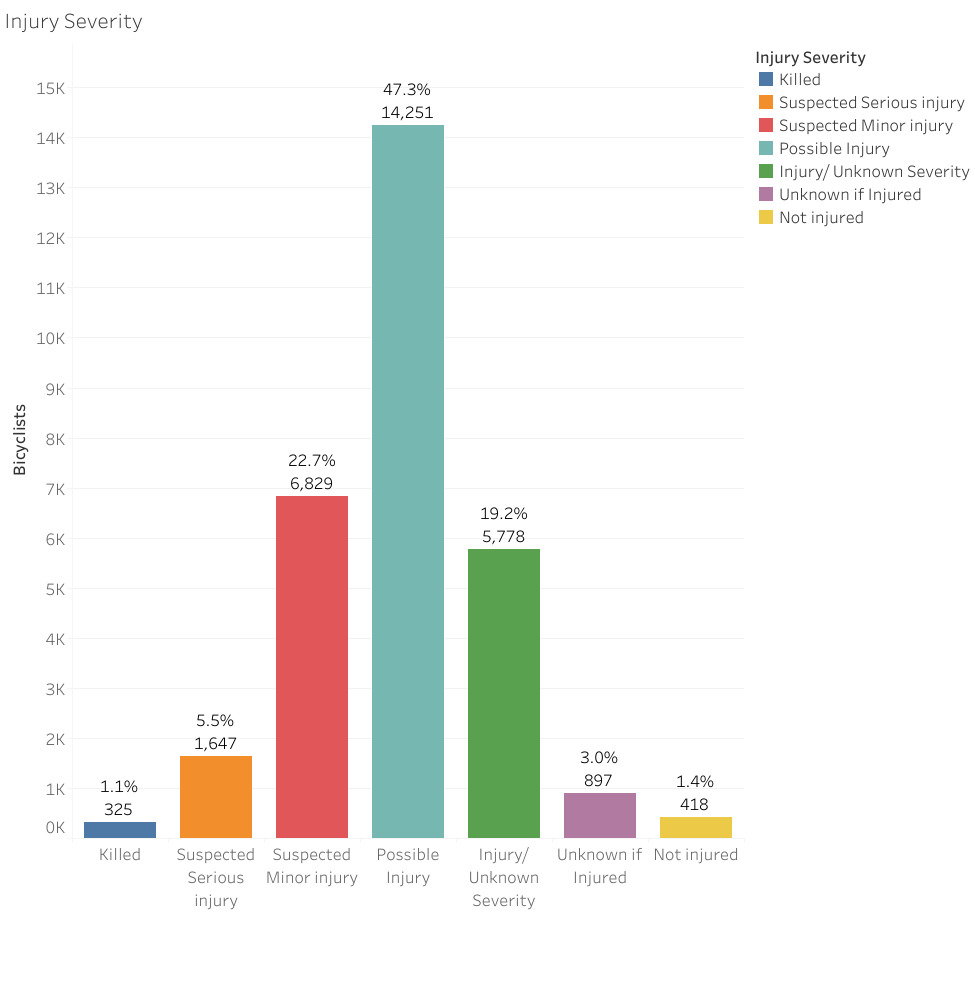 Injury Severity
Injury Severity
Killed
Suspected Serious injury
Suspected Minor injury
Possible Injury
Injury/ Unknown Severity
Unknown if Injured
Not injured
Bicyclists
15K
14K
13K
12K
11K
10K
9K
8K
7K
6K
5K
4K
3K
2K
1K
0K
1.1%
325
5.5%
1,647
22.7%
6,829
47.3%
14,251
19.2%
5,778
3.0%
897
1.4%
418
Killed
Suspected
Serious
injury
Suspected
Minor injury
Possible
Injury
Injury/
Unknown
Severity
Unknown if
Injured
Not injured